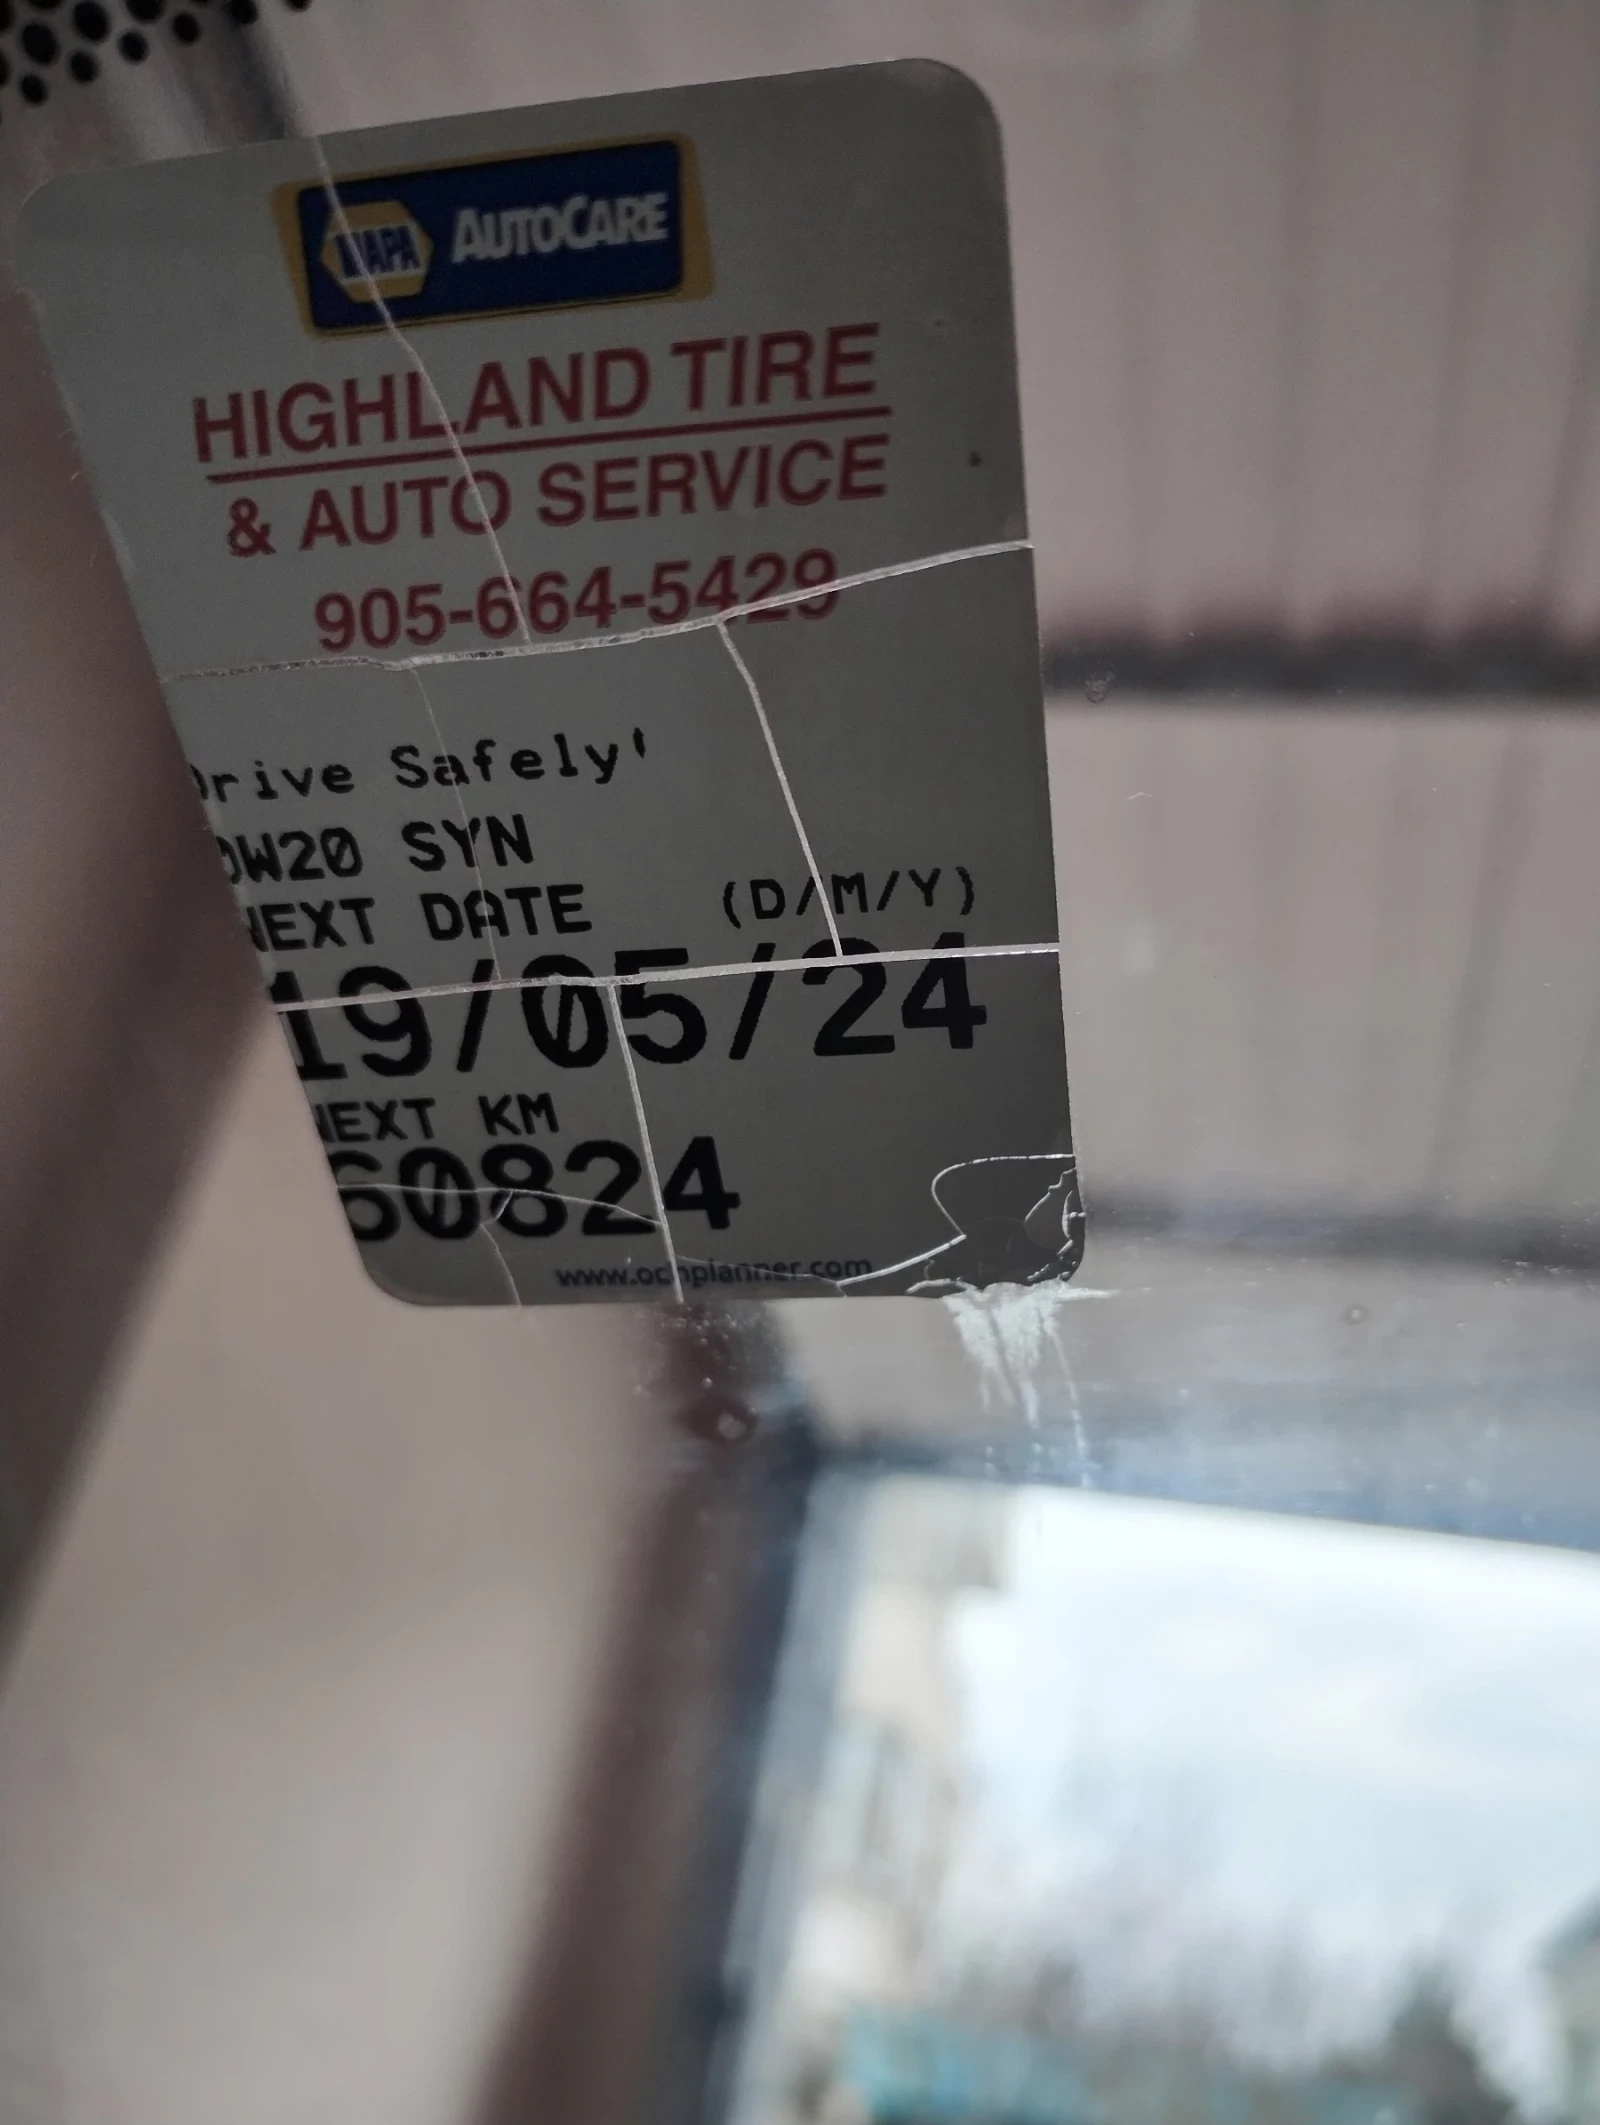 NAPA AUTOCARE
HIGHLAND TIRE
& AUTO SERVICE
905-664-5429
Drive Safely'
0W20 SYN
NEXT DATE (D/M/Y)
19/05/24
NEXT KM
60824
www.ochplanner.com